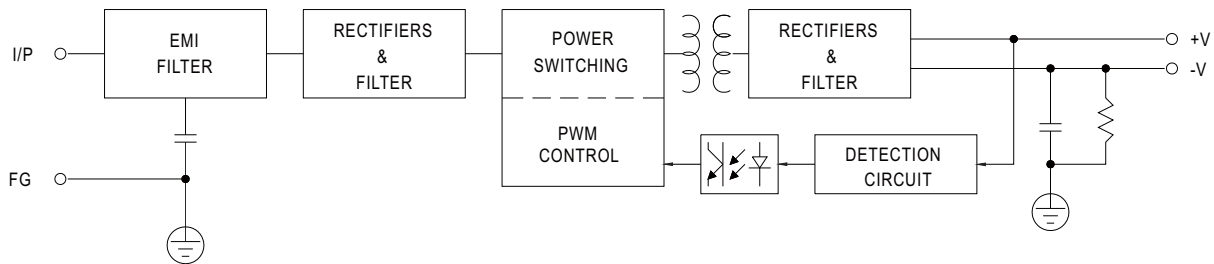 I/P
EMI
FILTER
RECTIFIERS
&
FILTER
POWER
SWITCHING
PWM
CONTROL
RECTIFIERS
&
FILTER
DETECTION
CIRCUIT
+V
-V
FG